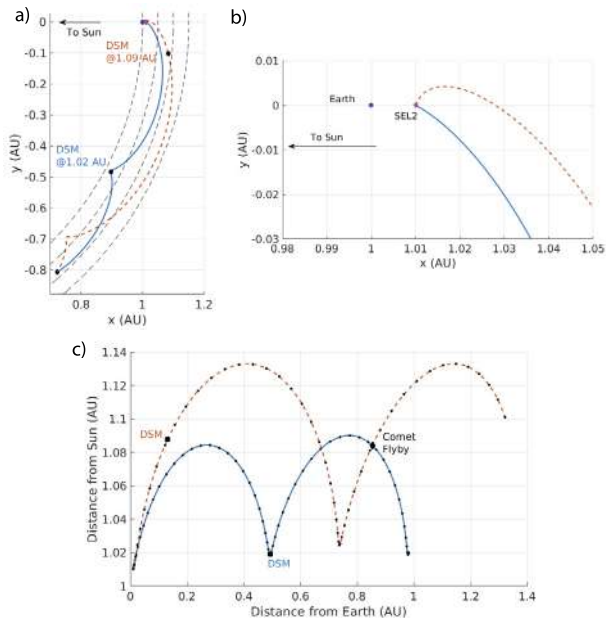 a)
0
-0.1
-0.2
-0.3
-0.4
-0.5
-0.6
-0.7
-0.8
y (AU)
To Sun
DSM
@1.09 AU
DSM
@1.02 AU
0.8
1
1.2
x (AU)
b)
0.01
0
-0.01
-0.02
-0.03
y (AU)
Earth
SEL2
To Sun
0.98
0.99
1
1.01
1.02
1.03
1.04
1.05
x (AU)
c)
1.14
1.12
1.1
1.08
1.06
1.04
1.02
1
Distance from Sun (AU)
DSM
Comet
Flyby
DSM
0
0.2
0.4
0.6
0.8
1
1.2
1.4
Distance from Earth (AU)